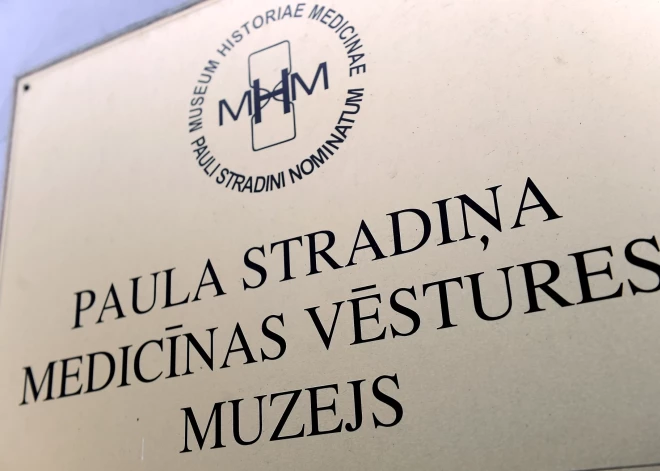 MUSEUM HISTORIAE MEDICINAE
MHM
PAULI STRADINI NOMINATUM
PAULA STRADIŅA
MEDICĪNAS VĒSTURES
MUZEJS